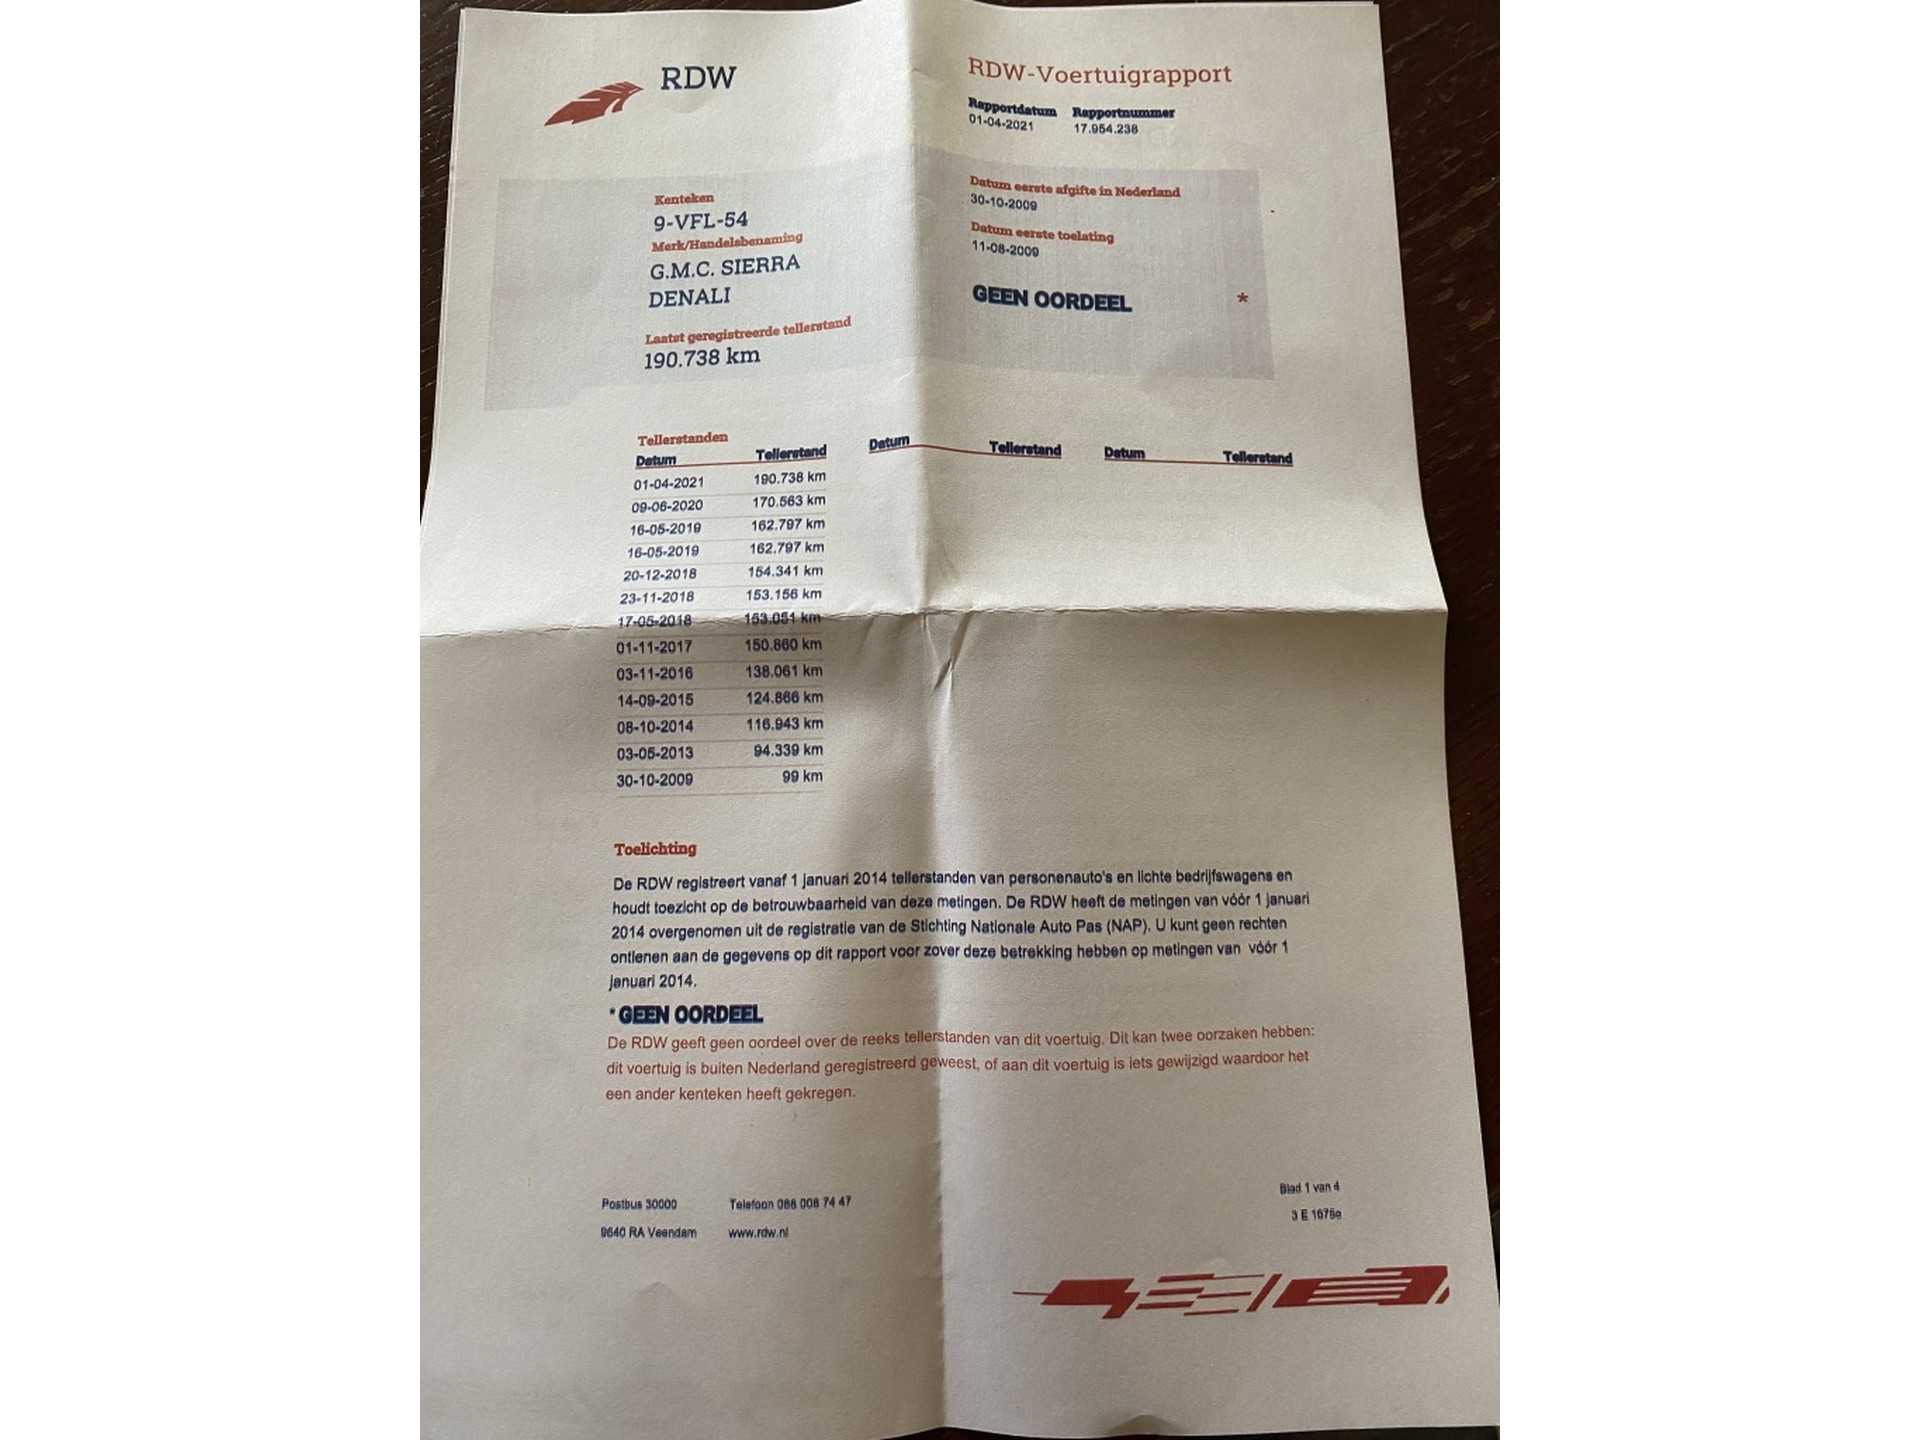 RDW
RDW-Voertuigrapport
Rapportdatum Rapportnummer
01-04-2021 17.954.238
Kenteken
9-VFL-54
Merk/Handelsbenaming
G.M.C. SIERRA
DENALI
Laatst geregistreerde tellerstand
190.738 km
Datum eerste afgifte in Nederland
30-10-2009
Datum eerste toelating
11-08-2009
GEEN OORDEEL *
Tellerstanden
Datum Tellerstand Datum Tellerstand Datum Tellerstand
01-04-2021 190.738 km
09-06-2020 170.563 km
16-05-2019 162.797 km
16-05-2019 162.797 km
20-12-2018 154.341 km
23-11-2018 153.156 km
17-05-2018 153.051 km
01-11-2017 150.860 km
03-11-2016 138.061 km
14-09-2015 124.866 km
08-10-2014 116.943 km
03-05-2013 94.339 km
30-10-2009 99 km
Toelichting
De RDW registreert vanaf 1 januari 2014 tellerstanden van personenauto's en lichte bedrijfswagens en
houdt toezicht op de betrouwbaarheid van deze metingen. De RDW heeft de metingen van vóór 1 januari
2014 overgenomen uit de registratie van de Stichting Nationale Auto Pas (NAP). U kunt geen rechten
ontlenen aan de gegevens op dit rapport voor zover deze betrekking hebben op metingen van vóór 1
januari 2014.
* GEEN OORDEEL
De RDW geeft geen oordeel over de reeks tellerstanden van dit voertuig. Dit kan twee oorzaken hebben:
dit voertuig is buiten Nederland geregistreerd geweest, of aan dit voertuig is iets gewijzigd waardoor het
een ander kenteken heeft gekregen.
Postbus 30000 Telefoon 088 008 74 47
9640 RA Veendam www.rdw.nl
Blad 1 van 4
3 E 1675e